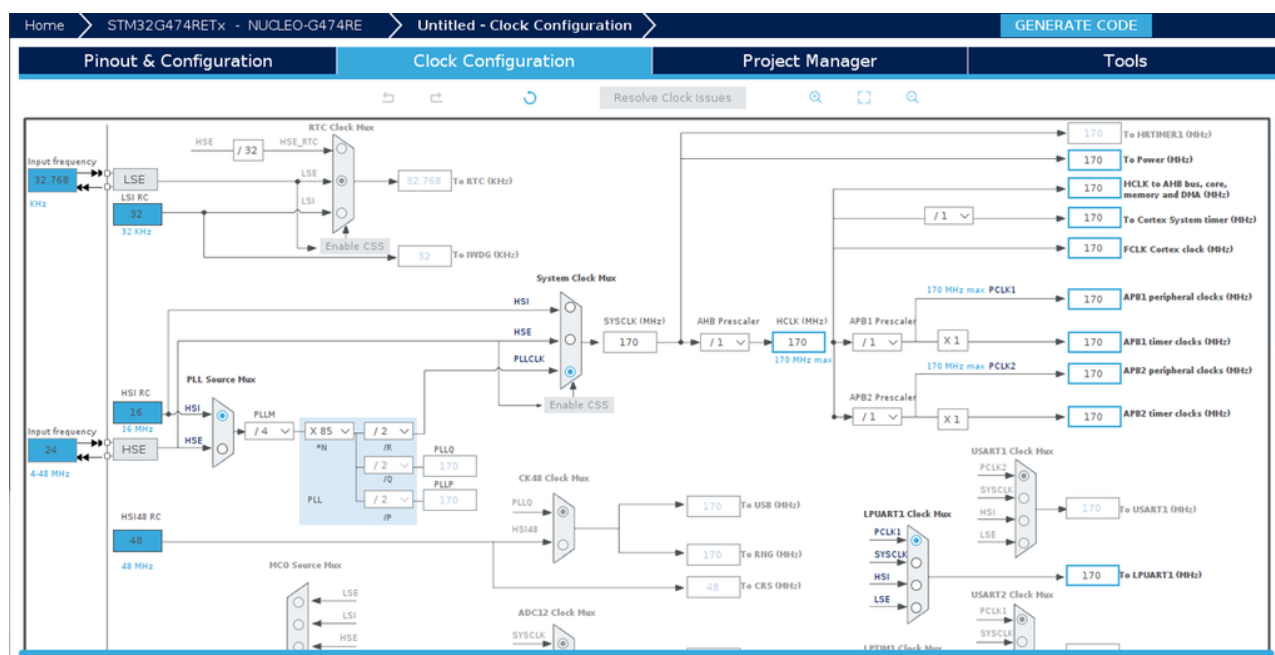 Home STM32G474RETx - NUCLEO-G474RE Untitled - Clock Configuration GENERATE CODE
Pinout & Configuration Clock Configuration Project Manager Tools
Resolve Clock Issues
RTC Clock Mux
HSE / 32 HSE_RTC
170 To HRTIMER1 (MHz)
Input frequency
170 To Power (MHz)
32.768 LSE LSE 32.768 To RTC (KHz)
KHz
LSI RC
170 HCLK to AHB bus, core,
memory and DMA (MHz)
32 LSI
32 KHz
/ 1 170 To Cortex System timer (MHz)
Enable CSS
32 To IWDG (KHz)
170 FCLK Cortex clock (MHz)
System Clock Mux
170 MHz max PCLK1
HSI
170 APB1 peripheral clocks (MHz)
SYSCLK (MHz) AHB Prescaler HCLK (MHz) APB1 Prescaler
HSE
170 / 1 170 / 1 X 1 170 APB1 timer clocks (MHz)
PLLCLK
170 MHz max
170 MHz max PCLK2
170 APB2 peripheral clocks (MHz)
PLL Source Mux
HSI RC
APB2 Prescaler
Enable CSS
16 HSI PLLM
/ 1 X 1 170 APB2 timer clocks (MHz)
16 MHz
Input frequency
/ 4 X 85 / 2
*N /R
24 HSE HSE PLLQ
4-48 MHz
/ 2 170
/Q PLLP
PLL / 2 170
/P
USART1 Clock Mux
PCLK2
CK48 Clock Mux
SYSCLK
PLLQ
170 To USB (MHz)
HSI 170 To USART1 (MHz)
LPUART1 Clock Mux
HSI48 RC
HSI48
PCLK1
LSE
48
170 To RNG (MHz)
SYSCLK
48 MHz
MCO Source Mux
HSI
170 To LPUART1 (MHz)
48 To CRS (MHz)
LSE
LSE
USART2 Clock Mux
PCLK1
LSI
ADC12 Clock Mux
HSE
SYSCLK
SYSCLK
LPTIM1 Clock Mux